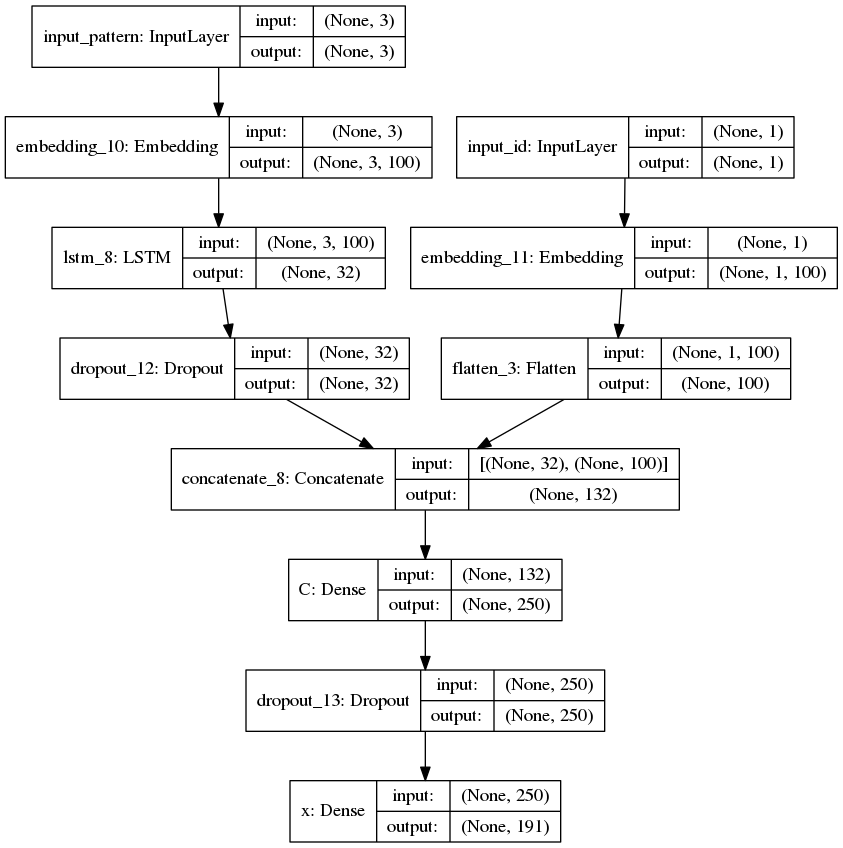 input_pattern: InputLayer
input: (None, 3)
output: (None, 3)
embedding_10: Embedding
input: (None, 3)
output: (None, 3, 100)
input_id: InputLayer
input: (None, 1)
output: (None, 1)
lstm_8: LSTM
input: (None, 3, 100)
output: (None, 32)
embedding_11: Embedding
input: (None, 1)
output: (None, 1, 100)
dropout_12: Dropout
input: (None, 32)
output: (None, 32)
flatten_3: Flatten
input: (None, 1, 100)
output: (None, 100)
concatenate_8: Concatenate
input: [(None, 32), (None, 100)]
output: (None, 132)
C: Dense
input: (None, 132)
output: (None, 250)
dropout_13: Dropout
input: (None, 250)
output: (None, 250)
x: Dense
input: (None, 250)
output: (None, 191)